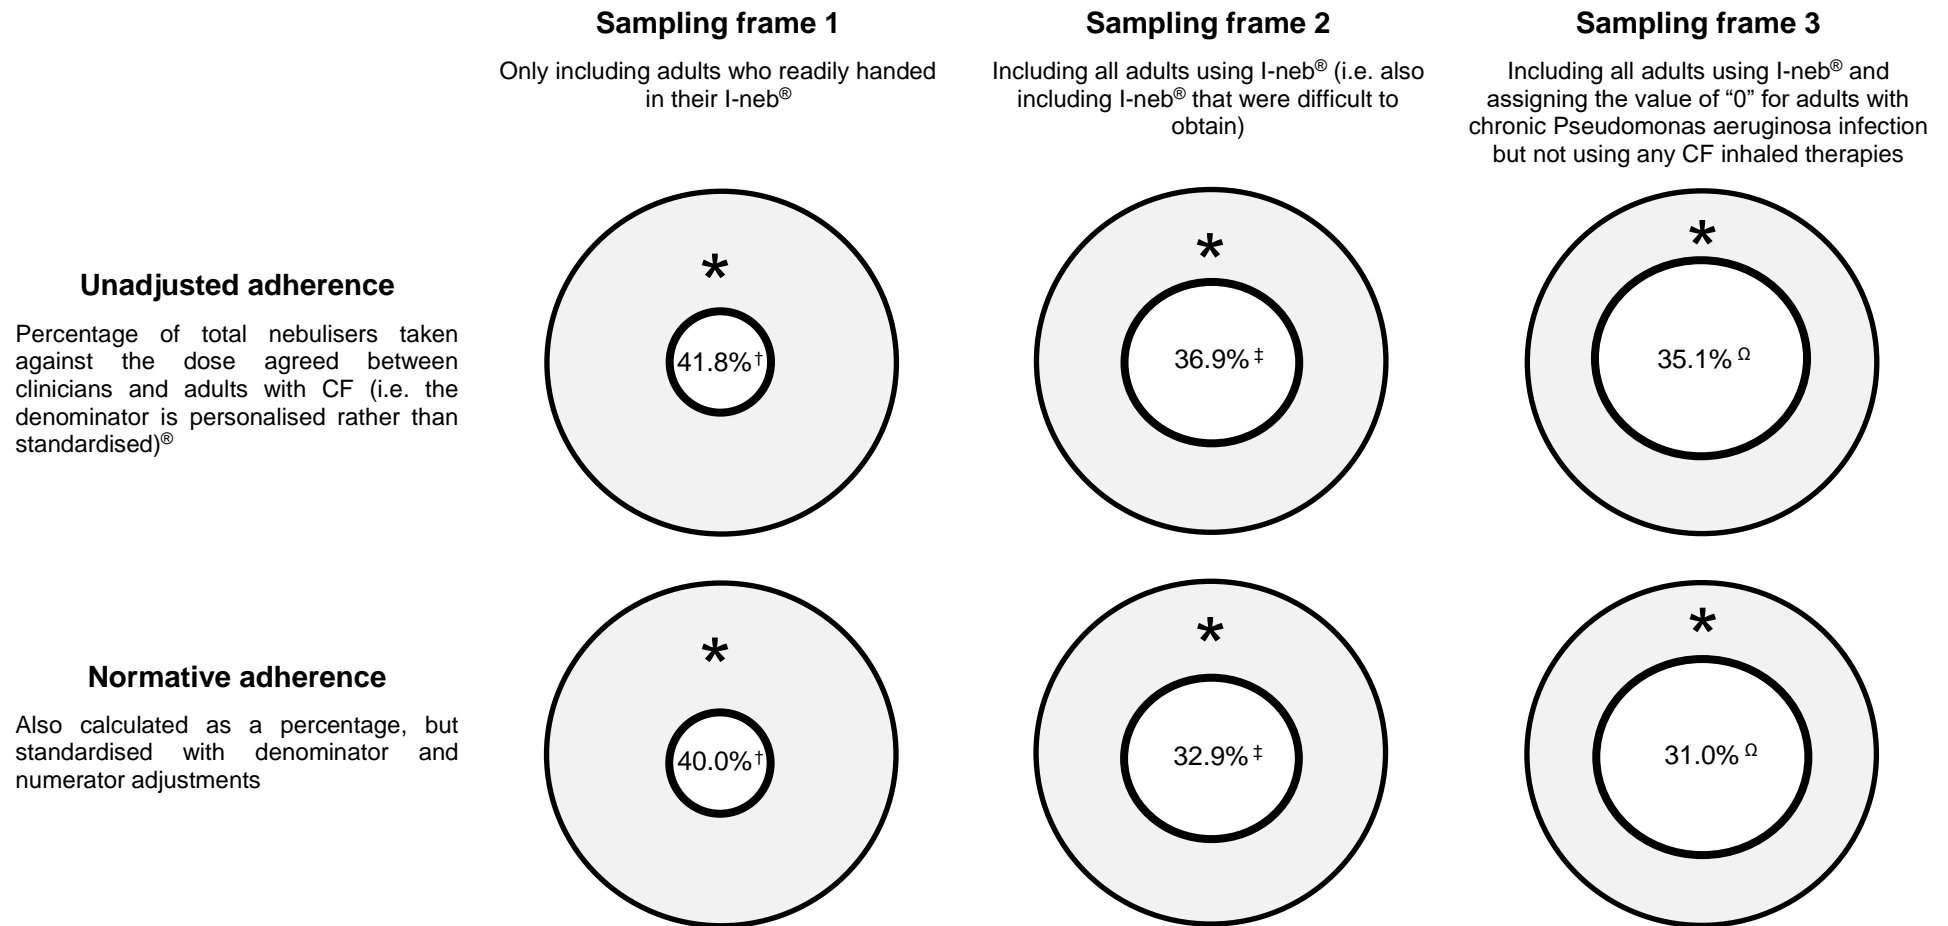 Sampling frame 1
Only including adults who readily handed
in their I-neb®
Sampling frame 2
Including all adults using I-neb® (i.e. also
including I-neb® that were difficult to
obtain)
Sampling frame 3
Including all adults using I-neb® and
assigning the value of “0” for adults with
chronic Pseudomonas aeruginosa infection
but not using any CF inhaled therapies
Unadjusted adherence
Percentage of total nebulisers taken
against the dose agreed between
clinicians and adults with CF (i.e. the
denominator is personalised rather than
standardised)®
*
41.8%†
*
36.9% ‡
*
35.1% Ω
Normative adherence
Also calculated as a percentage, but
standardised with denominator and
numerator adjustments
*
40.0%†
*
32.9% ‡
*
31.0% Ω